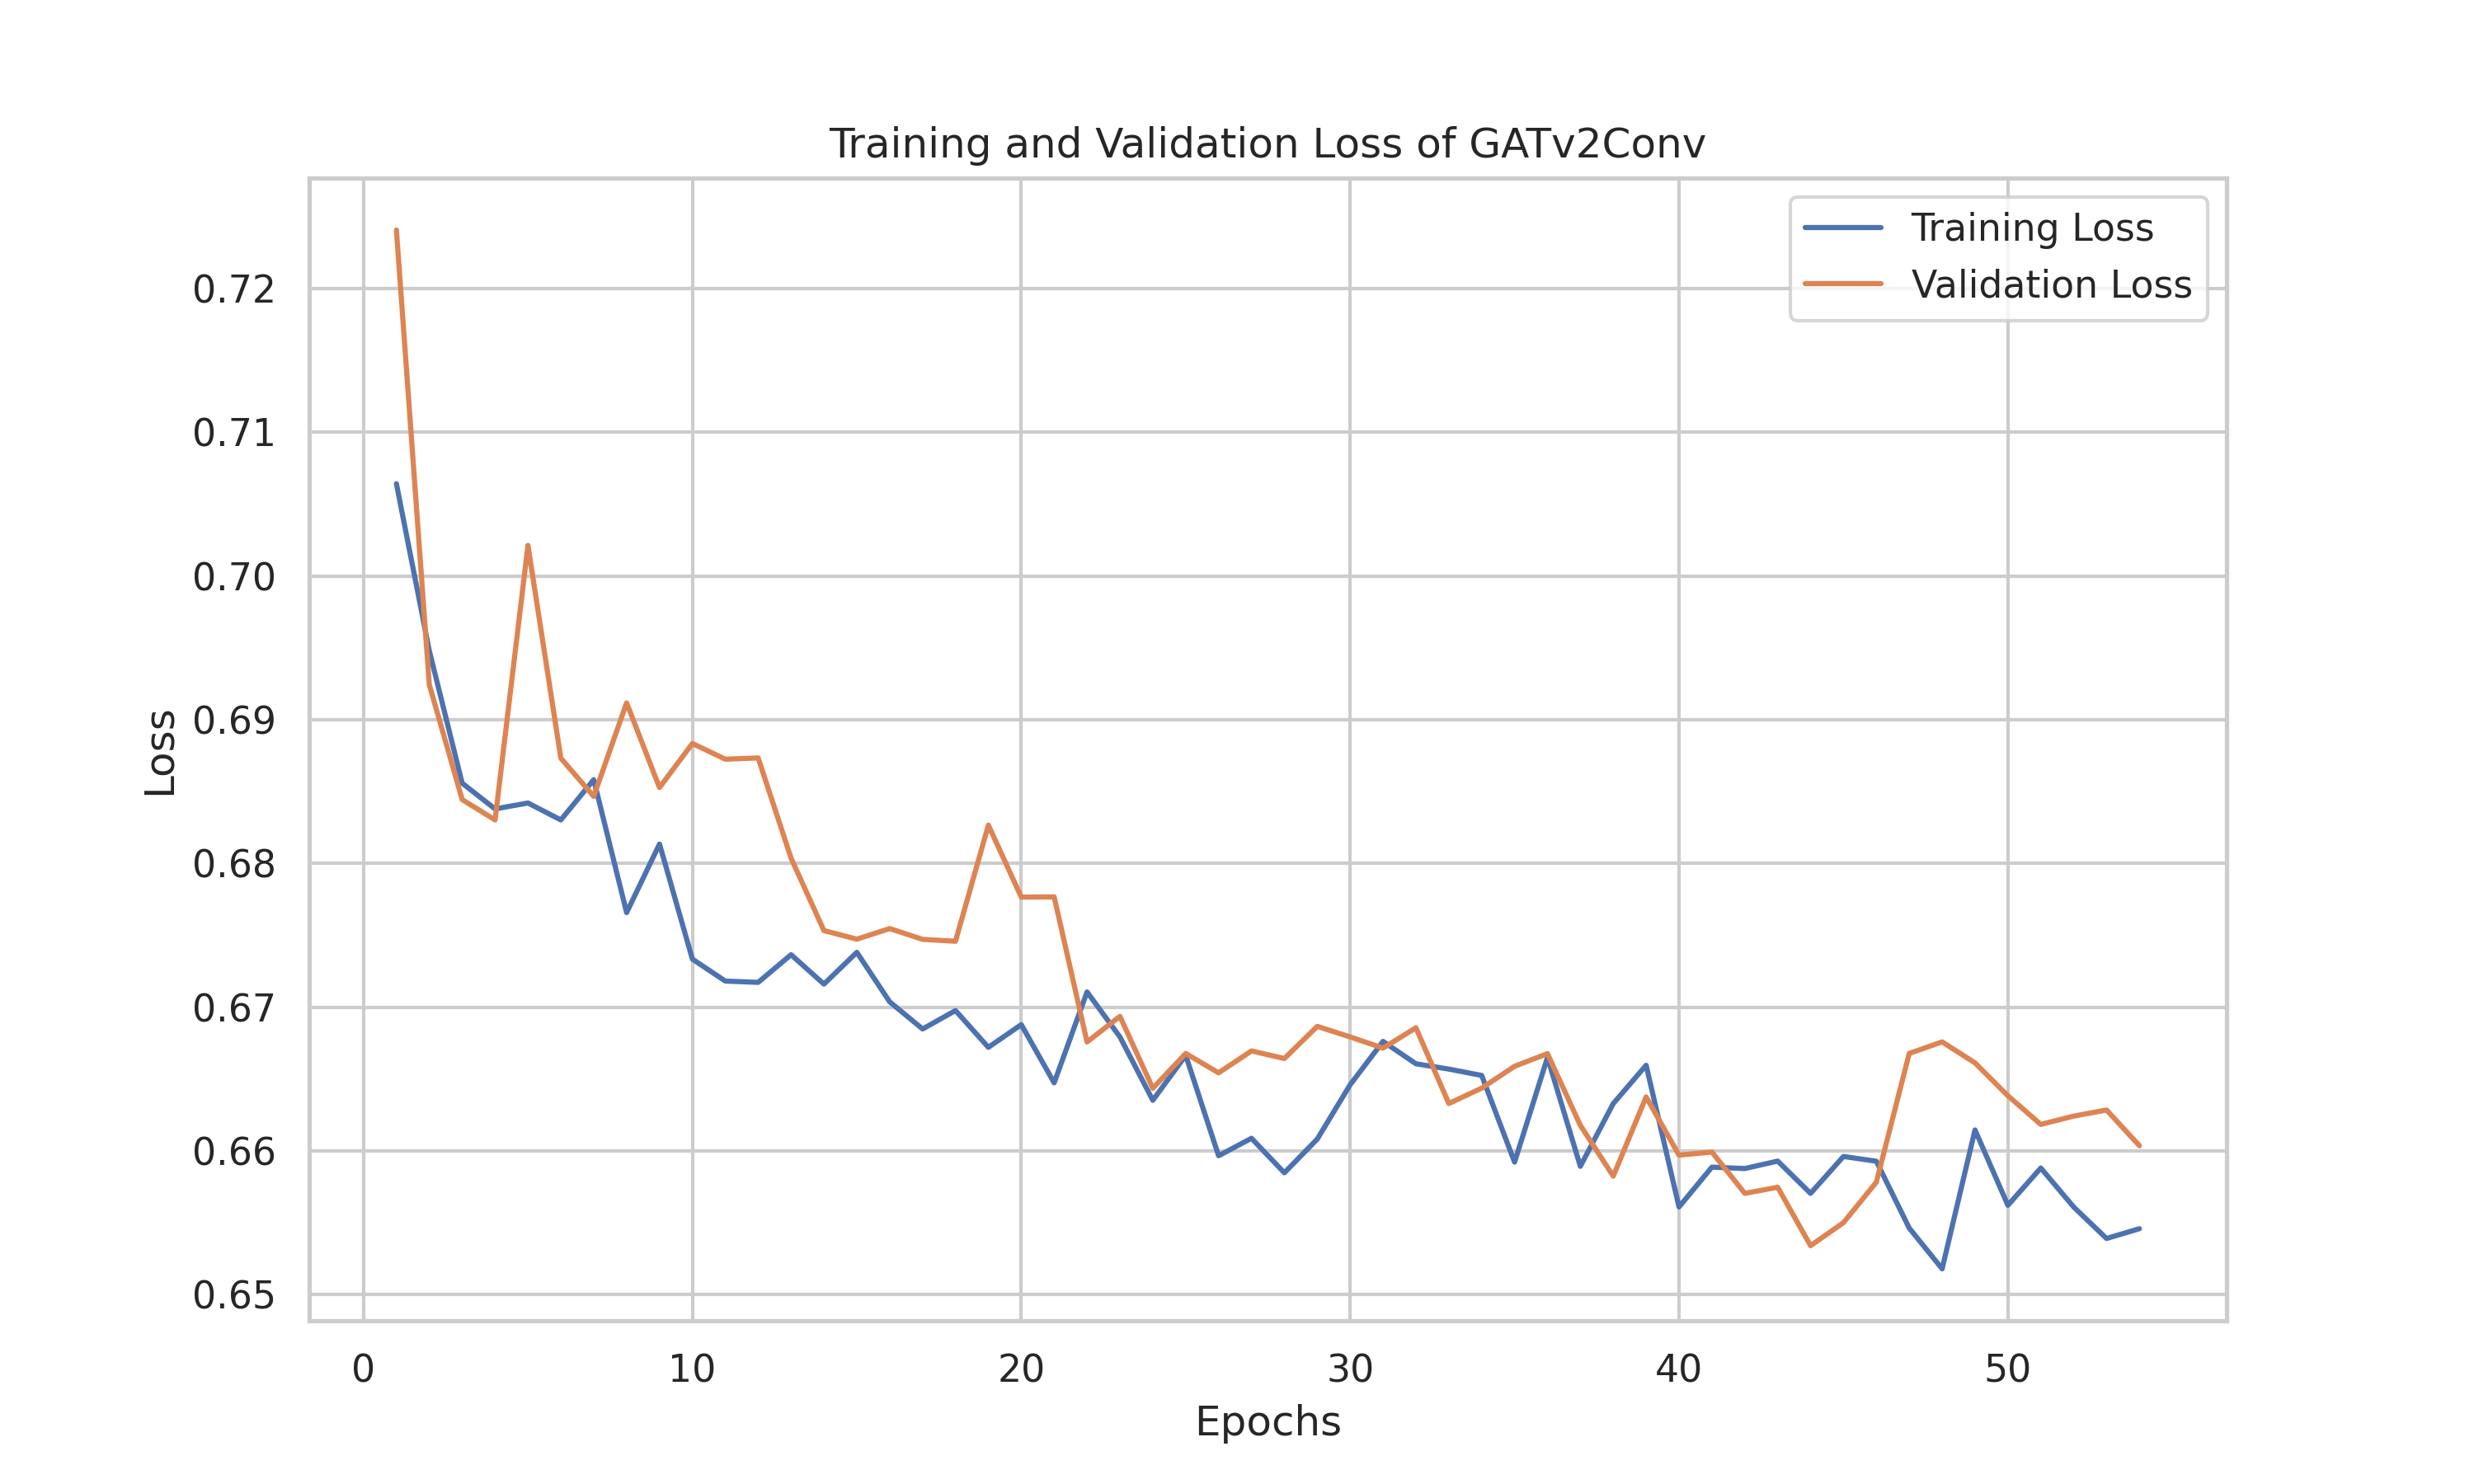 Training and Validation Loss of GATv2Conv
Training Loss
Validation Loss
0.72
0.71
0.70
0.69
0.68
0.67
0.66
0.65
Loss
0 10 20 30 40 50
Epochs